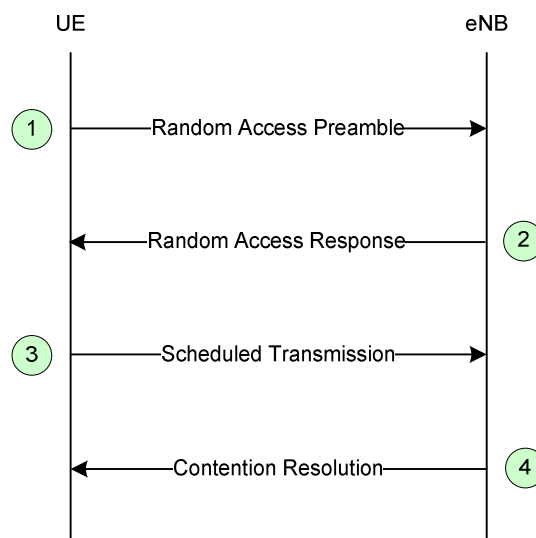 UE
eNB
1
Random Access Preamble
Random Access Response
2
3
Scheduled Transmission
Contention Resolution
4